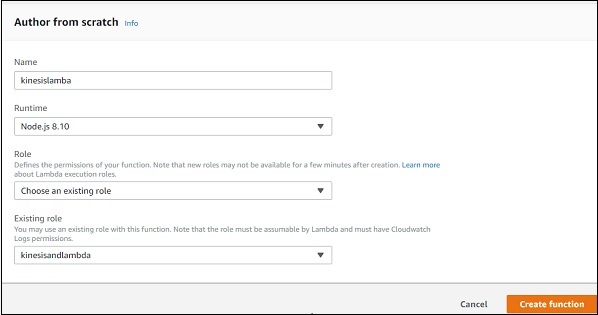 Author from scratch Info
Name
kinesislamba
Runtime
Node.js 8.10
Role
Defines the permissions of your function. Note that new roles may not be available for a few minutes after creation. Learn more
about Lambda execution roles.
Choose an existing role
Existing role
You may use an existing role with this function. Note that the role must be assumable by Lambda and must have Cloudwatch
Logs permissions.
kinesisandlambda
Cancel Create function